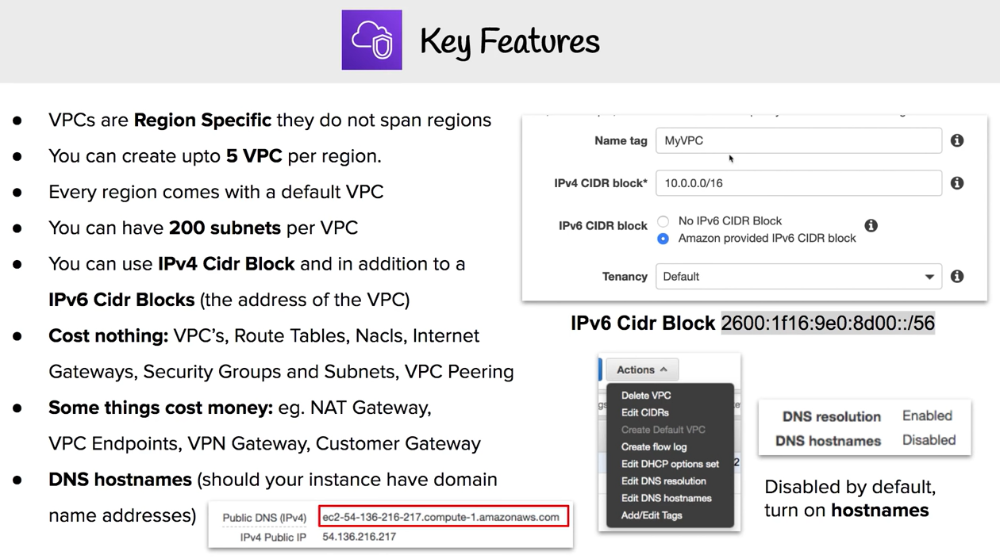 Key Features
● VPCs are Region Specific they do not span regions
● You can create upto 5 VPC per region.
● Every region comes with a default VPC
● You can have 200 subnets per VPC
● You can use IPv4 Cidr Block and in addition to a
IPv6 Cidr Blocks (the address of the VPC)
● Cost nothing: VPC’s, Route Tables, Nacls, Internet
Gateways, Security Groups and Subnets, VPC Peering
● Some things cost money: eg. NAT Gateway,
VPC Endpoints, VPN Gateway, Customer Gateway
● DNS hostnames (should your instance have domain
name addresses)
Public DNS (IPv4) ec2-54-136-216-217.compute-1.amazonaws.com
IPv4 Public IP 54.136.216.217
Name tag MyVPC
IPv4 CIDR block* 10.0.0.0/16
IPv6 CIDR block No IPv6 CIDR Block
Amazon provided IPv6 CIDR block
Tenancy Default
IPv6 Cidr Block 2600:1f16:9e0:8d00::/56
Actions
Delete VPC
Edit CIDRs
Create Default VPC
Create flow log
Edit DHCP options set
Edit DNS resolution
Edit DNS hostnames
Add/Edit Tags
DNS resolution Enabled
DNS hostnames Disabled
Disabled by default,
turn on hostnames